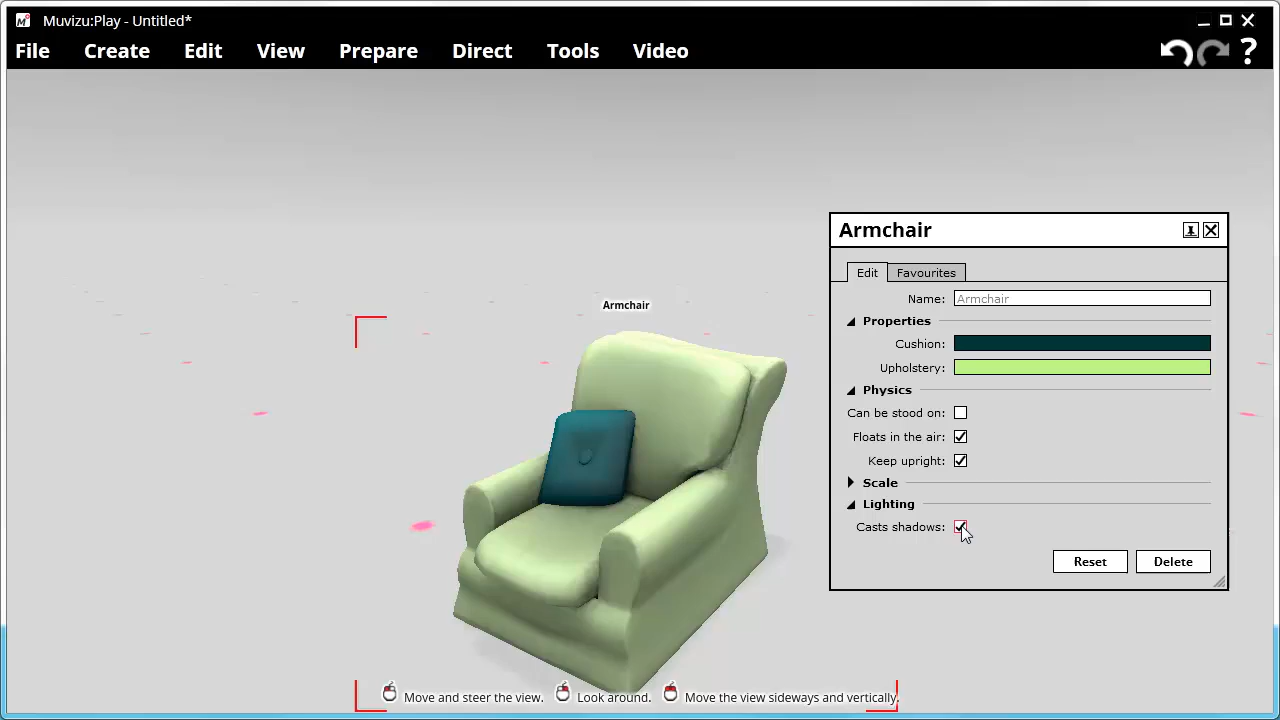 Muvizu:Play - Untitled*
File Create Edit View Prepare Direct Tools Video ?
Armchair
Armchair
Edit Favourites
Name: Armchair
Properties
Cushion:
Upholstery:
Physics
Can be stood on:
Floats in the air:
Keep upright:
Scale
Lighting
Casts shadows:
Reset Delete
Move and steer the view. Look around. Move the view sideways and vertically.